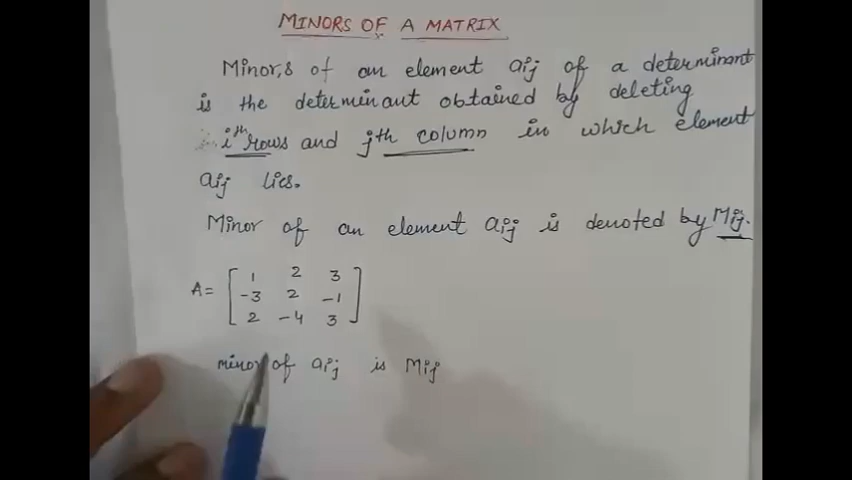 MINORS OF A MATRIX
Minor,s of an element aij of a determinant
is the determinant obtained by deleting
ith rows and jth column in which element
aij lies.
Minor of an element aij is denoted by Mij.
A = [ 1 2 3
-3 2 -1
2 -4 3 ]
minor of aij is Mij